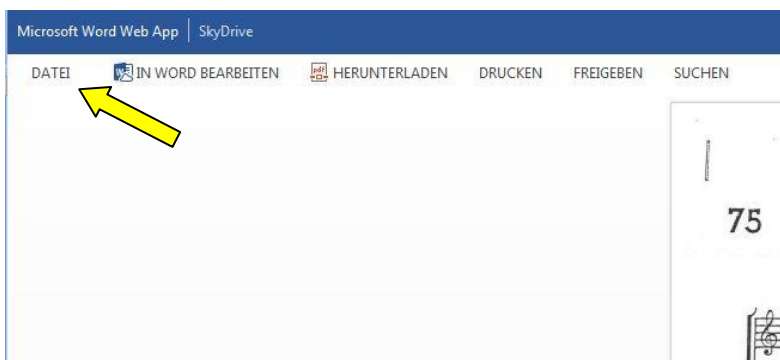 Microsoft Word Web App | SkyDrive
DATEI IN WORD BEARBEITEN HERUNTERLADEN DRUCKEN FREIGEBEN SUCHEN
75